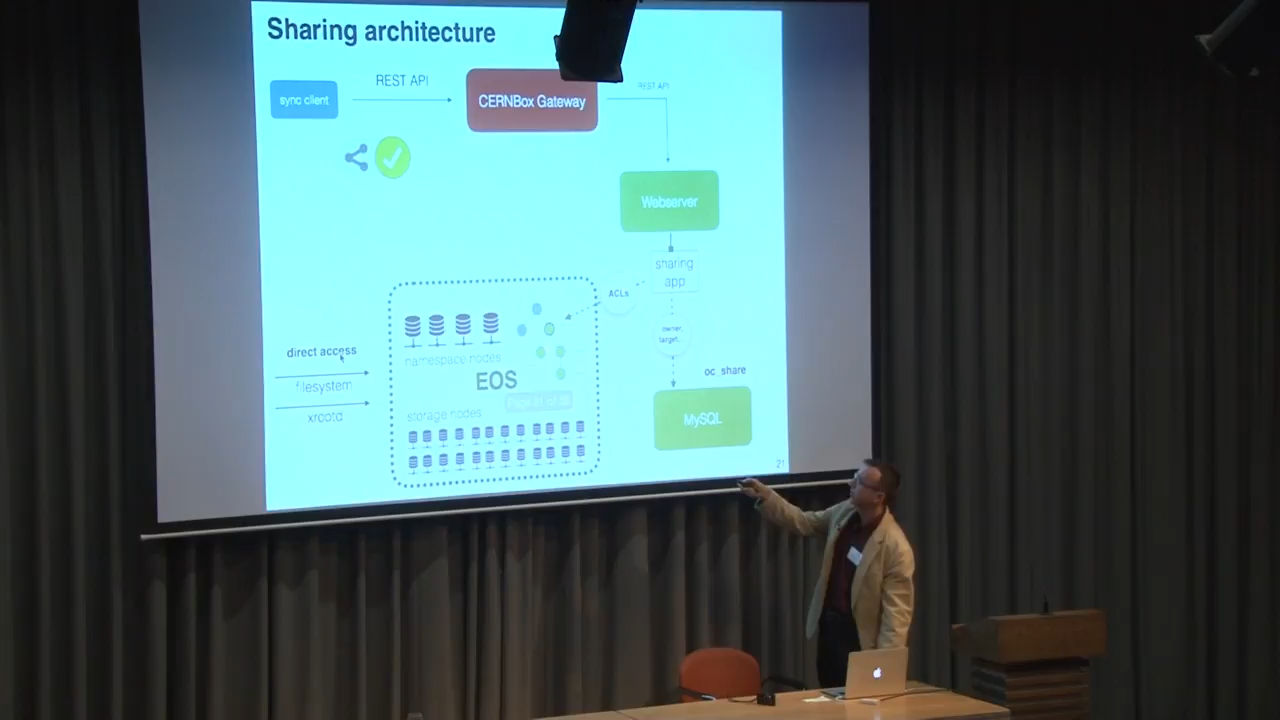 Sharing architecture
REST API
REST API
sync client
CERNBox Gateway
Webserver
sharing
app
ACLs
owner,
target...
direct access
filesystem
xrootd
namespace nodes
EOS
storage nodes
oc_share
MySQL
21